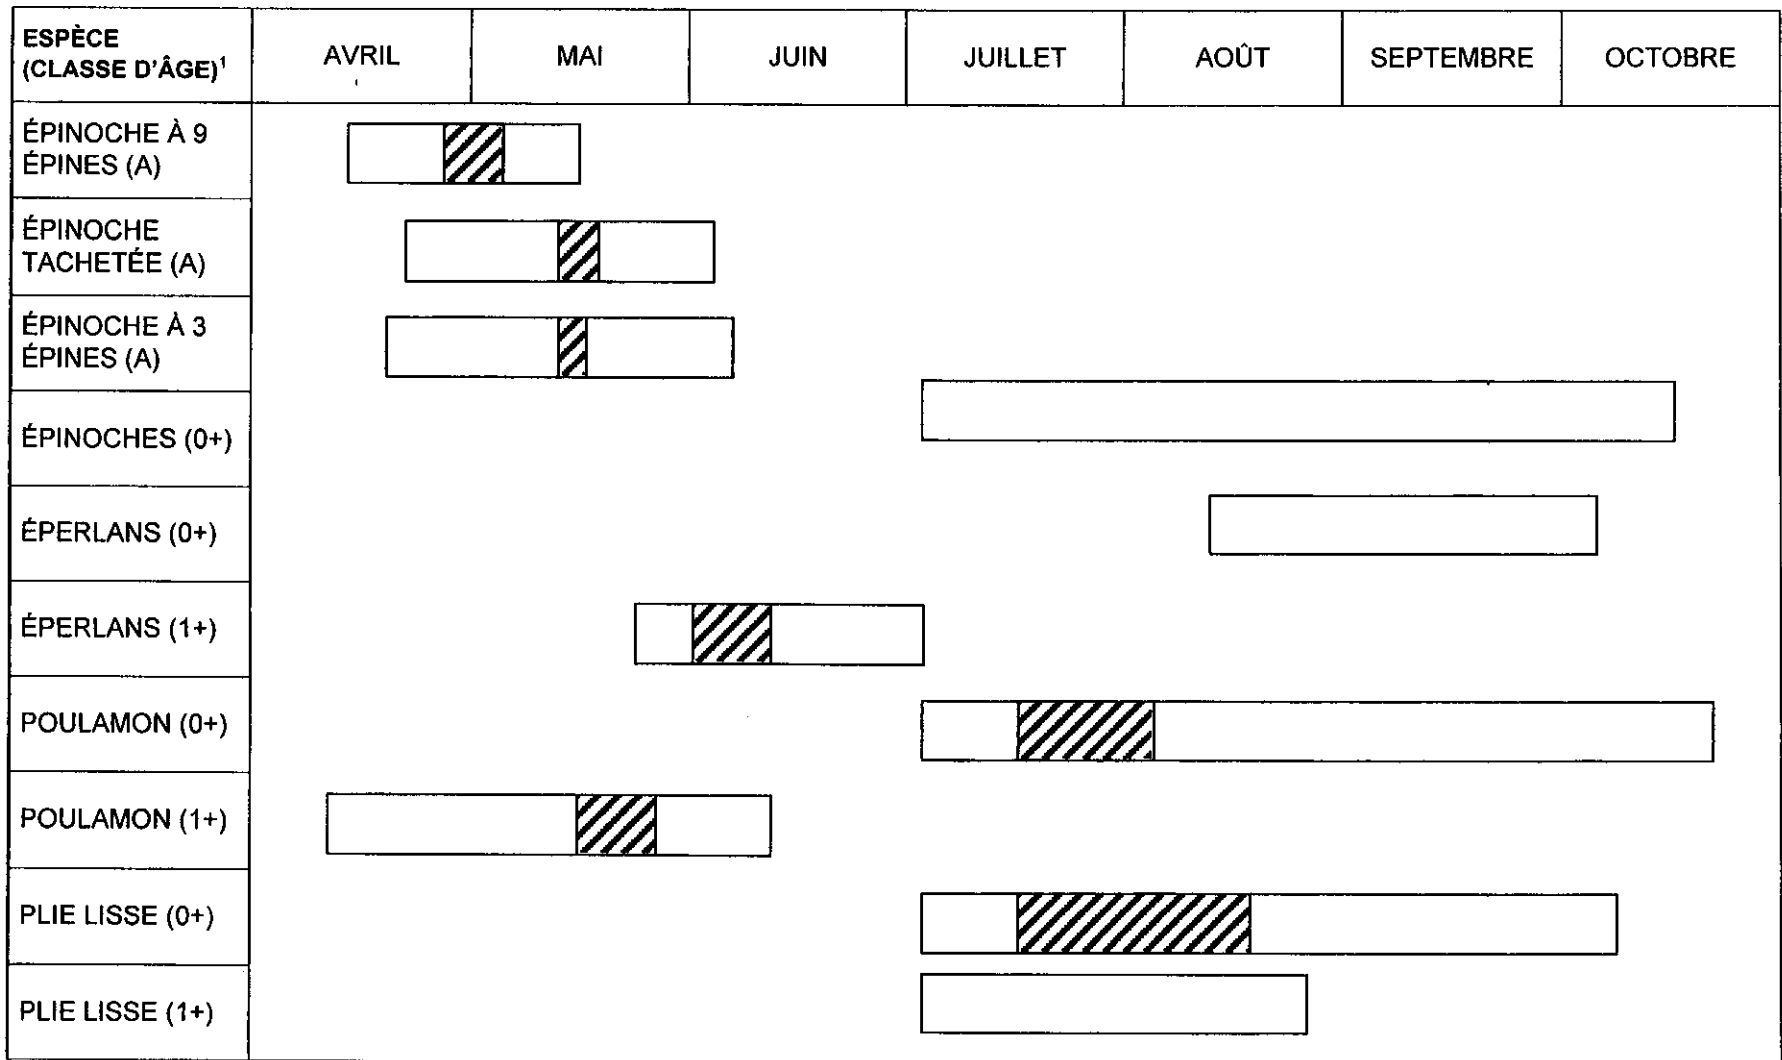 ESPÈCE
(CLASSE D'ÂGE)¹
AVRIL
MAI
JUIN
JUILLET
AOÛT
SEPTEMBRE
OCTOBRE
ÉPINOCHE À 9
ÉPINES (A)
ÉPINOCHE
TACHETÉE (A)
ÉPINOCHE À 3
ÉPINES (A)
ÉPINOCHES (0+)
ÉPERLANS (0+)
ÉPERLANS (1+)
POULAMON (0+)
POULAMON (1+)
PLIE LISSE (0+)
PLIE LISSE (1+)